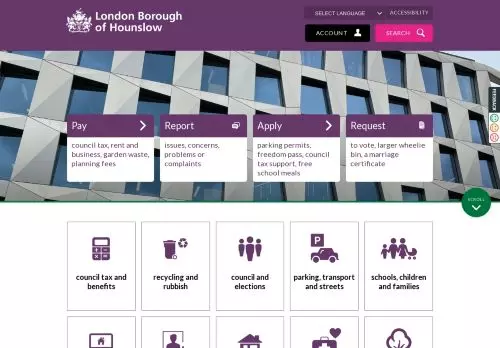 London Borough
of Hounslow
SELECT LANGUAGE
ACCESSIBILITY
ACCOUNT
SEARCH
FEEDBACK
Pay
council tax, rent and
business, garden waste,
planning fees
Report
issues, concerns,
problems or
complaints
Apply
parking permits,
freedom pass, council
tax support, free
school meals
Request
to vote, larger wheelie
bin, a marriage
certificate
SCROLL
council tax and
benefits
recycling and
rubbish
council and
elections
P
parking, transport
and streets
schools, children
and families